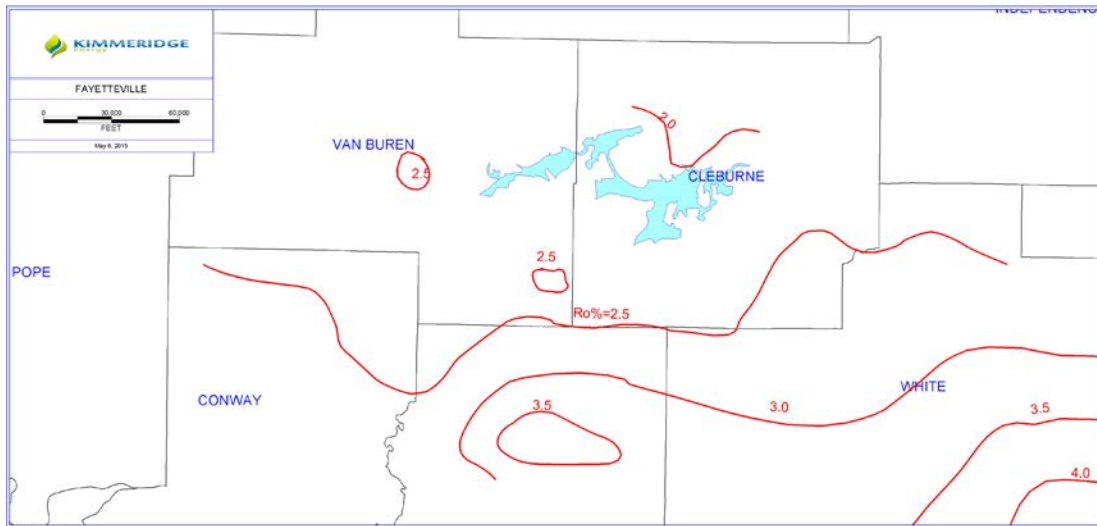 KIMMERIDGE
energy
FAYETTEVILLE
0 30,000 60,000
FEET
May 6, 2015
VAN BUREN
2.5
2.0
CLEBURNE
POPE
2.5
Ro%=2.5
CONWAY
3.5
3.0
WHITE
3.5
4.0